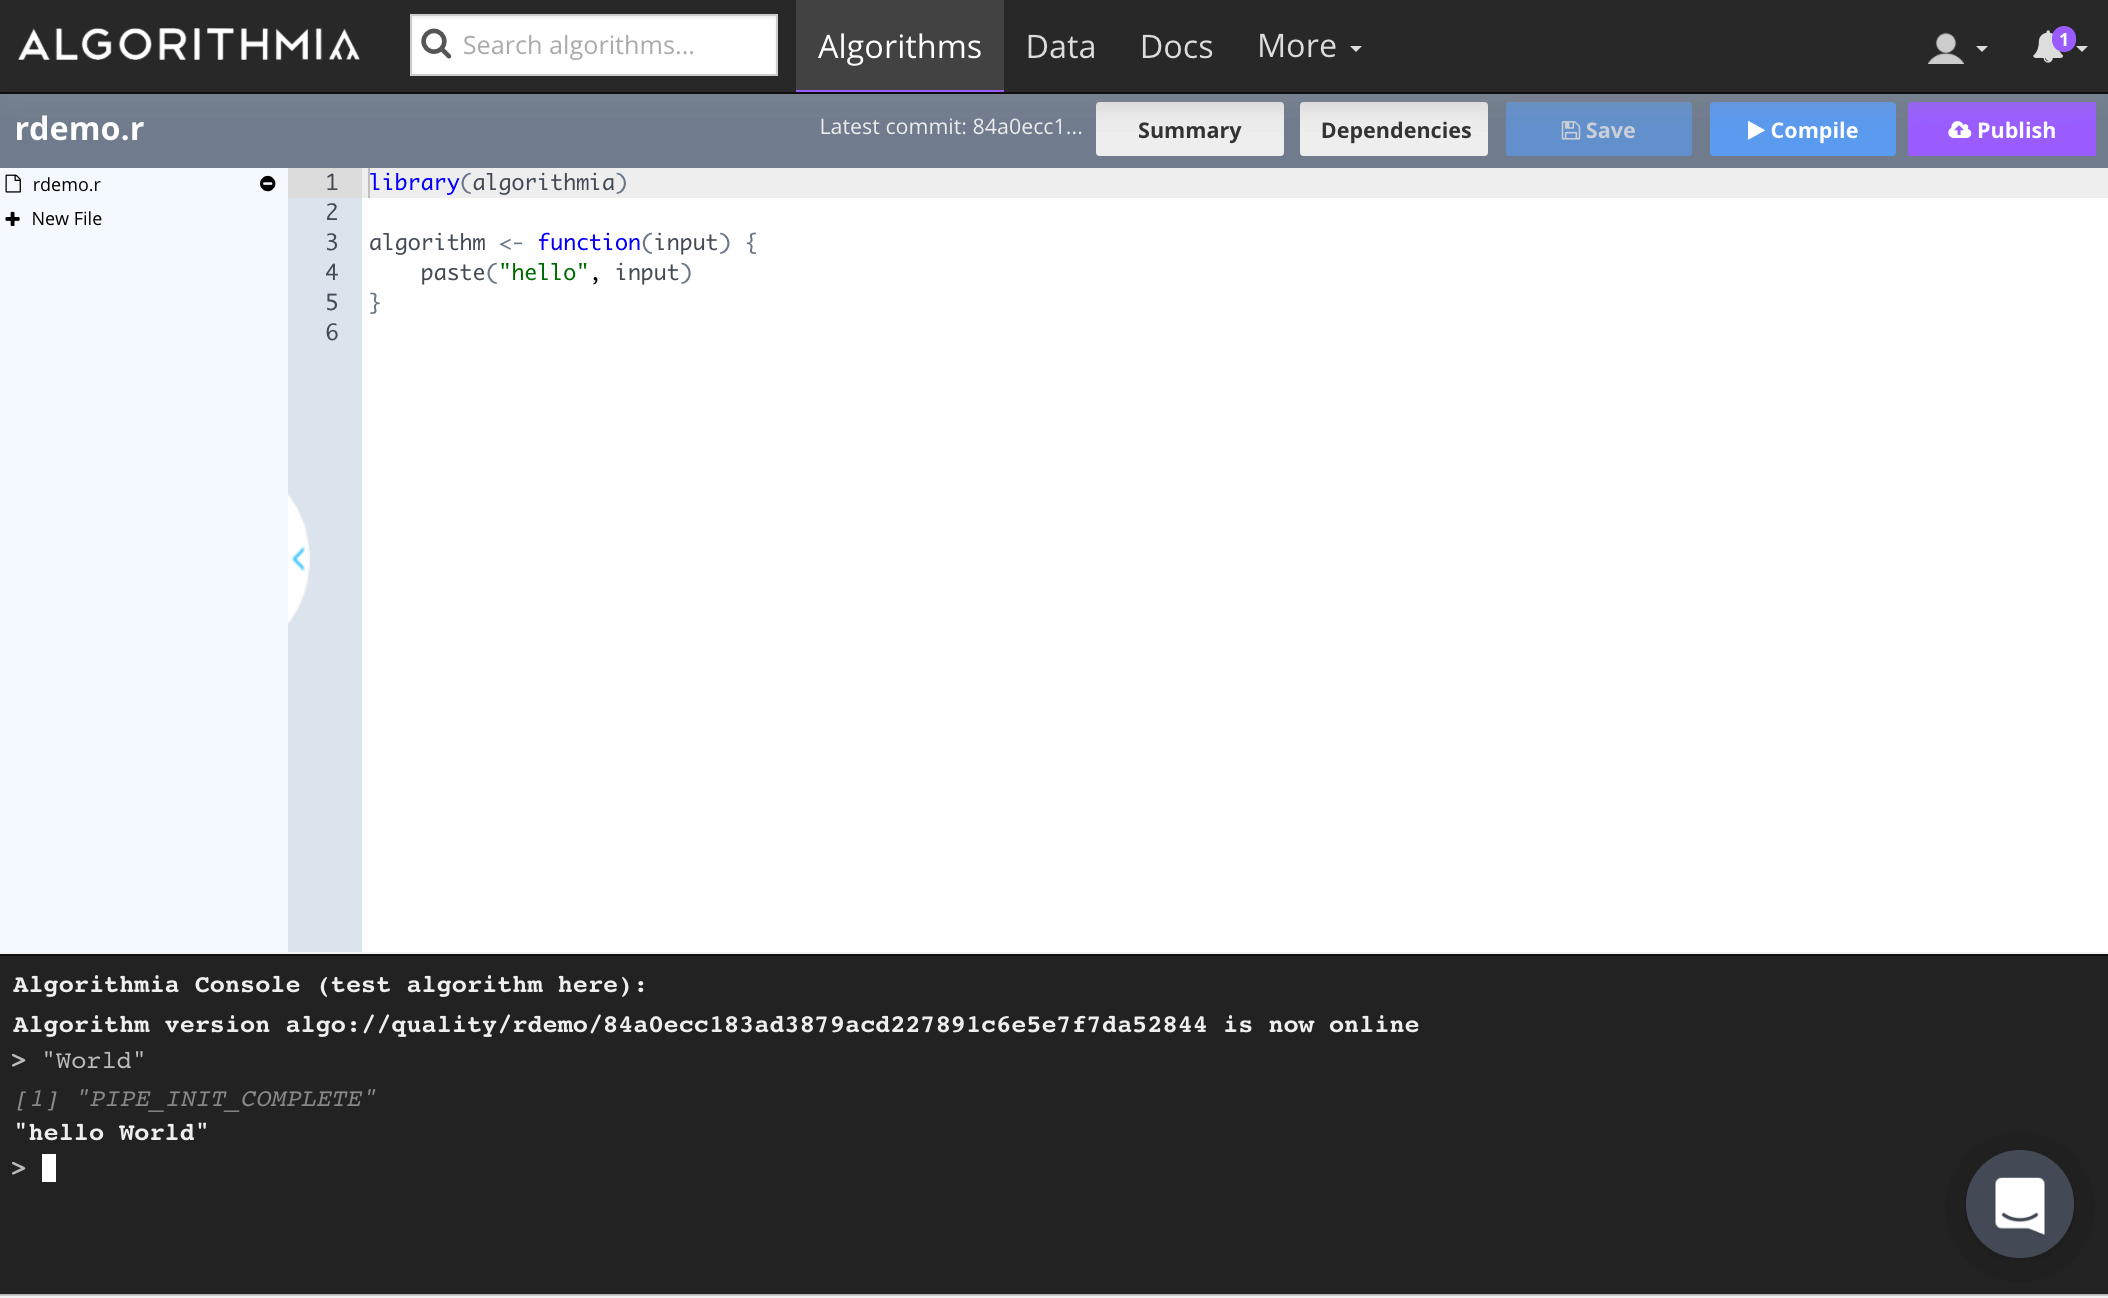 ALGORITHMIA Search algorithms... Algorithms Data Docs More 1
rdemo.r Latest commit: 84a0ecc1... Summary Dependencies Save Compile Publish
rdemo.r
New File
1 library(algorithmia)
2
3 algorithm <- function(input) {
4     paste("hello", input)
5 }
6
Algorithmia Console (test algorithm here):
Algorithm version algo://quality/rdemo/84a0ecc183ad3879acd227891c6e5e7f7da52844 is now online
> "World"
[1] "PIPE_INIT_COMPLETE"
"hello World"
>